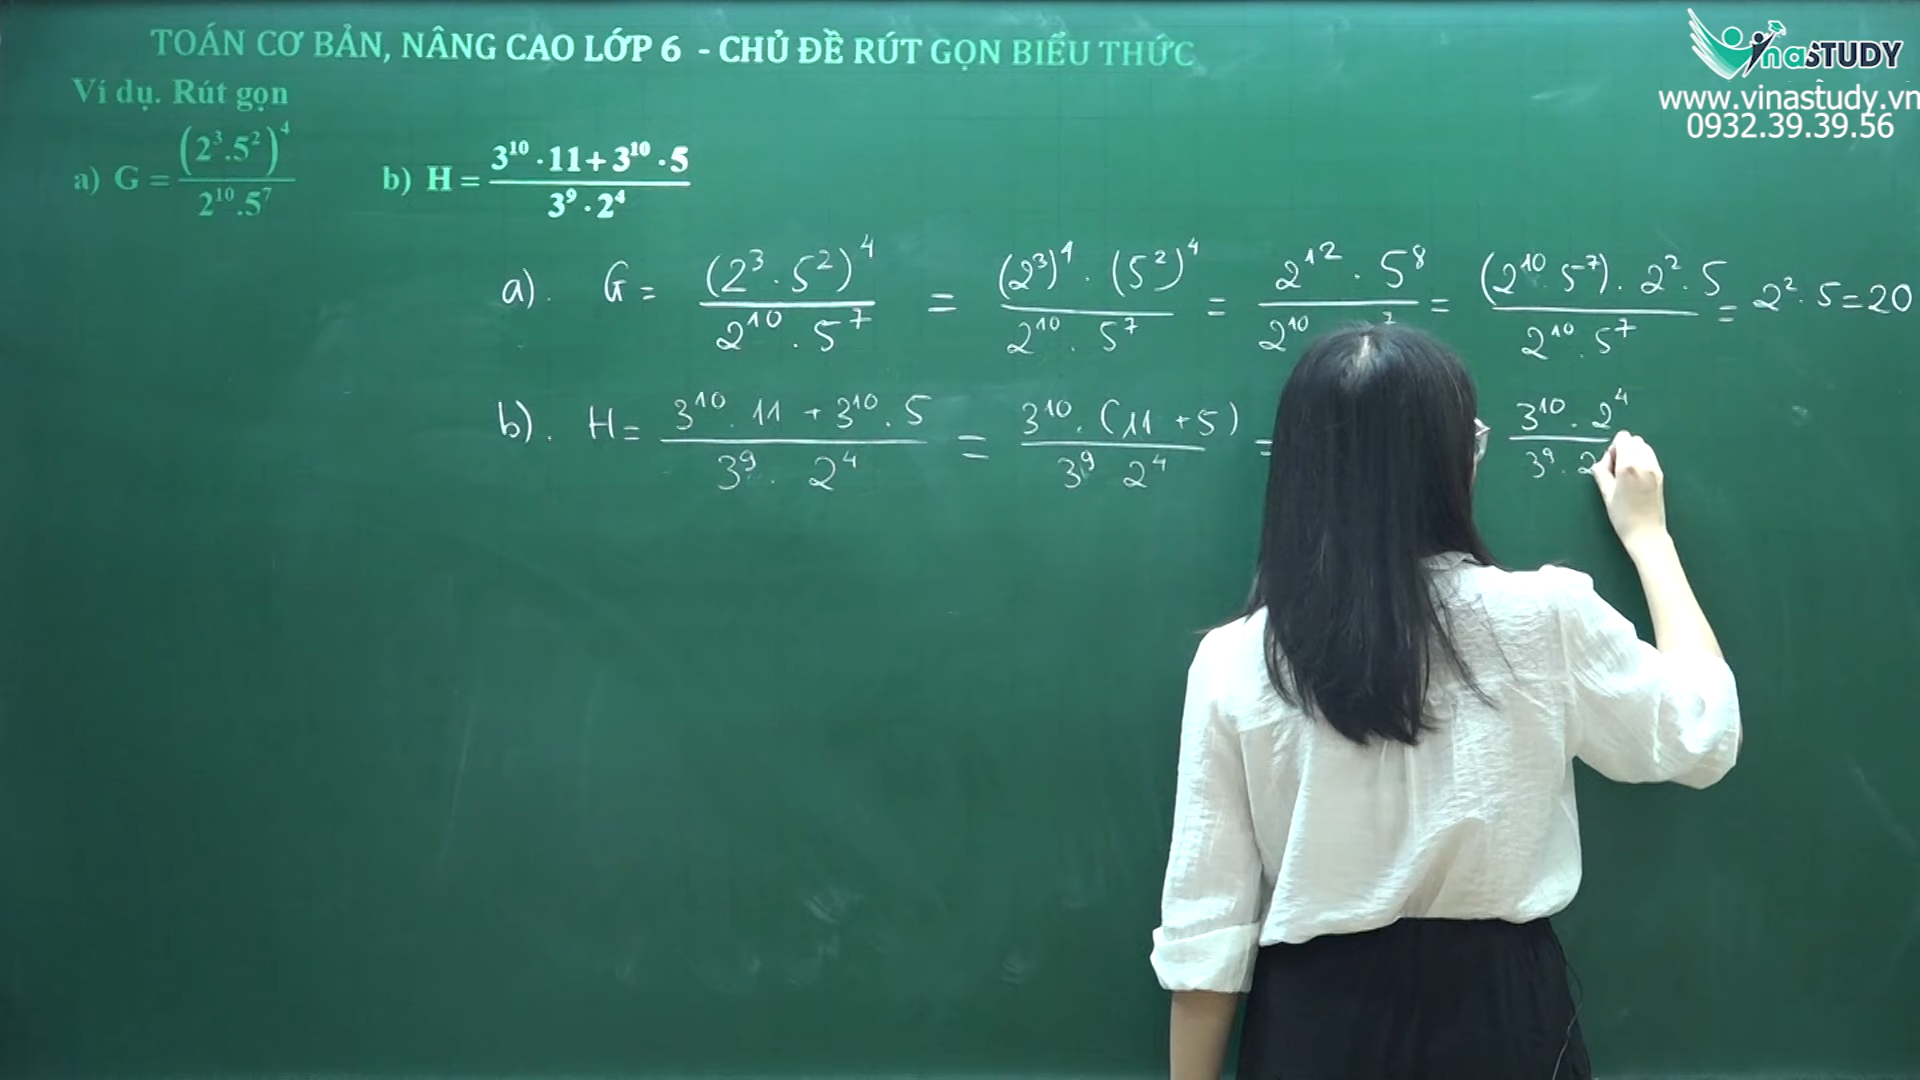 TOÁN CƠ BẢN, NÂNG CAO LỚP 6 - CHỦ ĐỀ RÚT GỌN BIỂU THỨC
VinaSTUDY
www.vinastudy.vn
0932.39.39.56
Ví dụ. Rút gọn
a) G = (2³.5²)⁴ / 2¹⁰.5⁷ b) H = 3¹⁰·11+3¹⁰·5 / 3⁹·2⁴
a). G = (2³.5²)⁴ / 2¹⁰.5⁷ = (2³)⁴.(5²)⁴ / 2¹⁰.5⁷ = 2¹².5⁸ / 2¹⁰ ⁷ = (2¹⁰.5⁷).2².5 / 2¹⁰.5⁷ = 2².5 = 20
b). H = 3¹⁰.11 + 3¹⁰.5 / 3⁹.2⁴ = 3¹⁰.(11+5) / 3⁹ 2⁴ = 3¹⁰.2⁴ / 3⁹.2